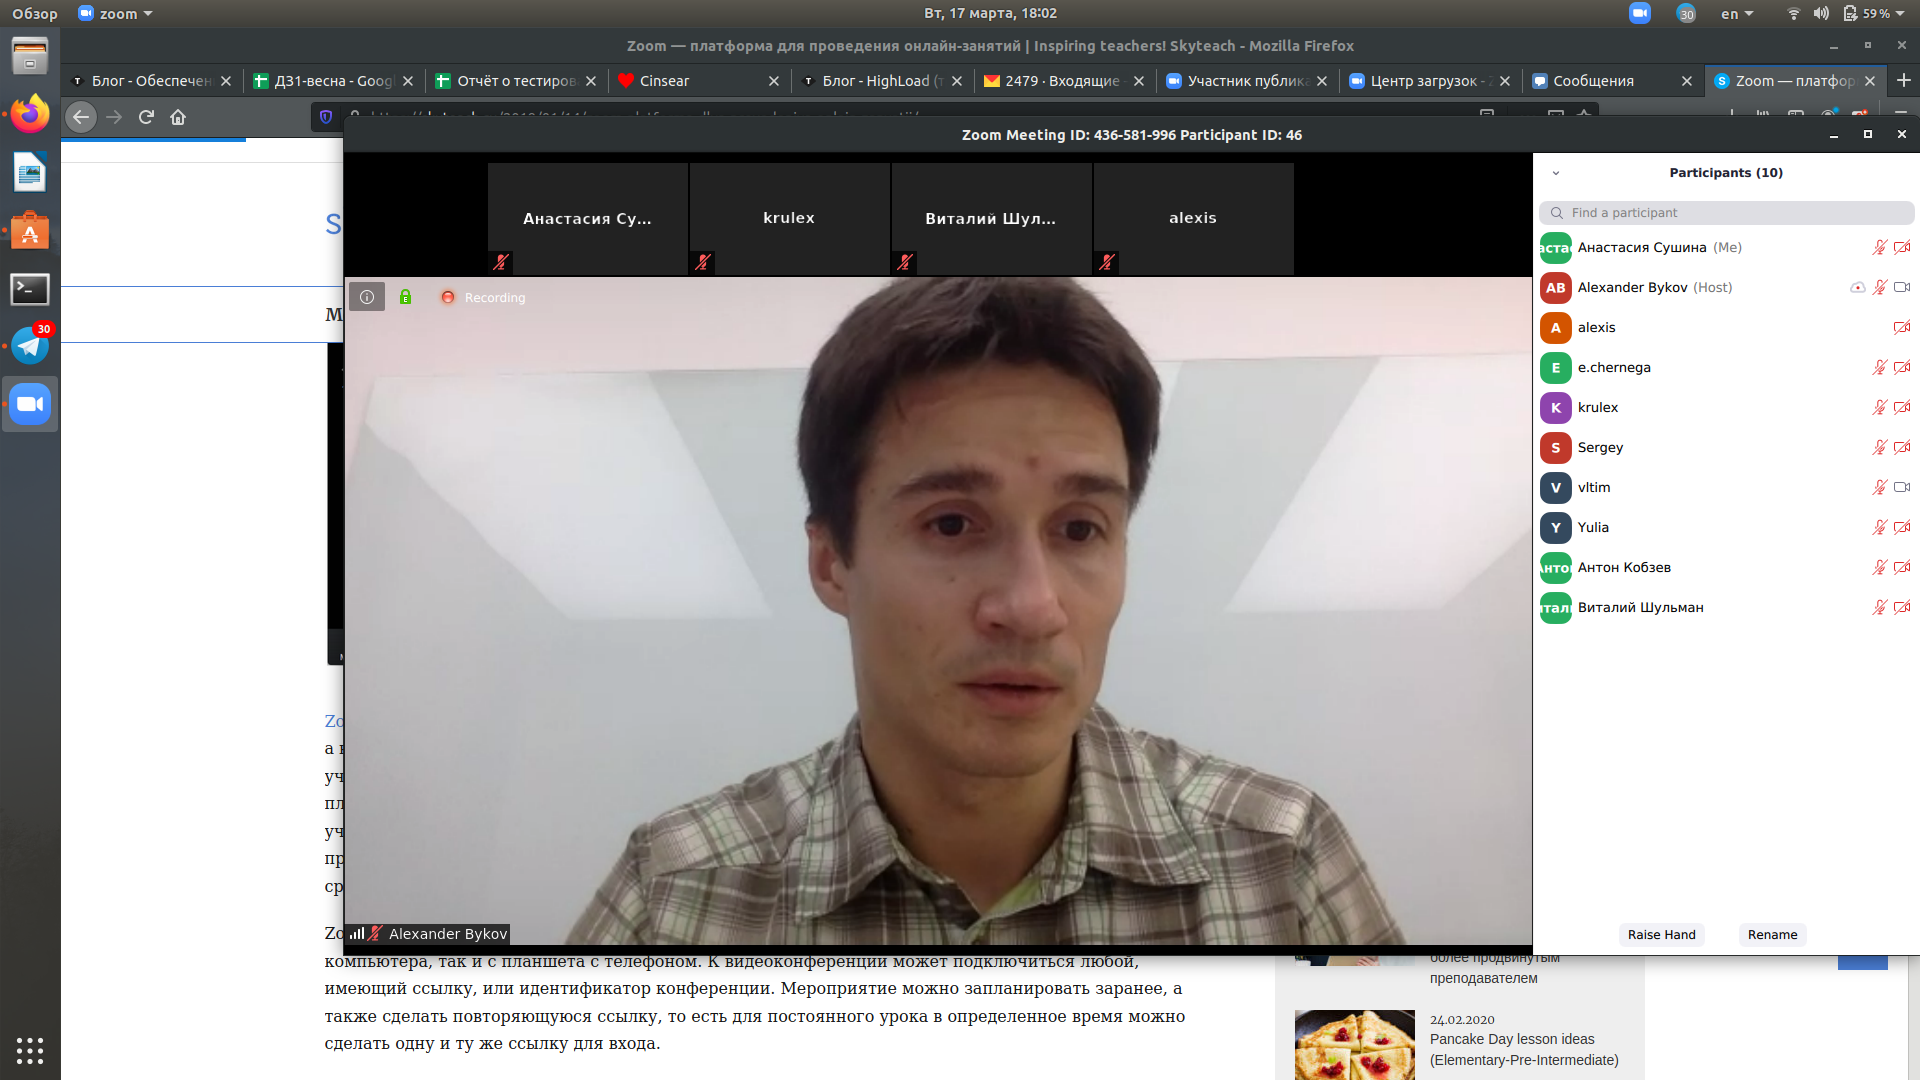 Обзор
zoom
Вт, 17 марта, 18:02
30
en
59 %
Zoom — платформа для проведения онлайн-занятий | Inspiring teachers! Skyteach - Mozilla Firefox
Блог - Обеспечен
ДЗ1-весна - Goog
Отчёт о тестиров
Cinsear
Блог - HighLoad (т
2479 · Входящие -
Участник публика
Центр загрузок - Z
Сообщения
Zoom — платфор
Zoom Meeting ID: 436-581-996 Participant ID: 46
30
Анастасия Су...
krulex
Виталий Шул...
alexis
Recording
Alexander Bykov
Participants (10)
Find a participant
Анастасия Сушина (Me)
AB Alexander Bykov (Host)
A alexis
E e.chernega
K krulex
S Sergey
V vltim
Y Yulia
Антон Кобзев
Виталий Шульман
Raise Hand
Rename
S
М
Zo
а к
уч
пл
уч
пр
ср
Zo
компьютера, так и с планшета с телефоном. К видеоконференции может подключиться любой,
имеющий ссылку, или идентификатор конференции. Мероприятие можно запланировать заранее, а
также сделать повторяющуюся ссылку, то есть для постоянного урока в определенное время можно
сделать одну и ту же ссылку для входа.
более продвинутым
преподавателем
24.02.2020
Pancake Day lesson ideas
(Elementary-Pre-Intermediate)